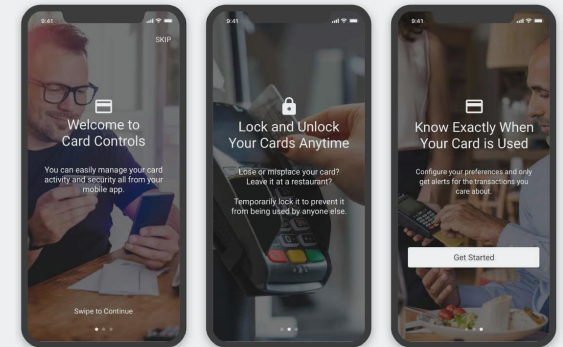 9:41
SKIP
Welcome to
Card Controls
You can easily manage your card
activity and security all from your
mobile app.
Swipe to Continue
9:41
Lock and Unlock
Your Cards Anytime
Lose or misplace your card?
Leave it at a restaurant?
Temporarily lock it to prevent it
from being used by anyone else.
9:41
Know Exactly When
Your Card is Used
Configure your preferences and only
get alerts for the transactions you
care about.
Get Started